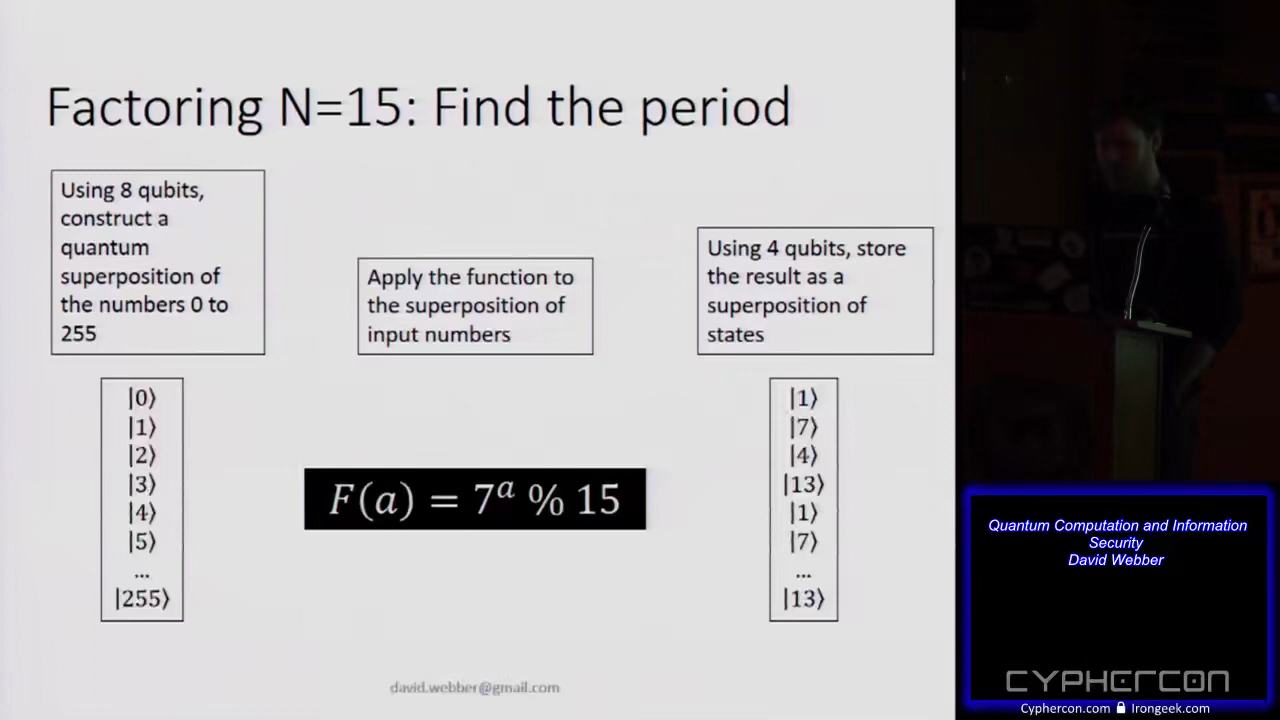 Factoring N=15: Find the period
Using 8 qubits,
construct a
quantum
superposition of
the numbers 0 to
255
Apply the function to
the superposition of
input numbers
Using 4 qubits, store
the result as a
superposition of
states
|0⟩
|1⟩
|2⟩
|3⟩
|4⟩
|5⟩
...
|255⟩
F(a) = 7ᵃ % 15
|1⟩
|7⟩
|4⟩
|13⟩
|1⟩
|7⟩
...
|13⟩
david.webber@gmail.com
Quantum Computation and Information
Security
David Webber
CYPHERCON
Cyphercon.com Irongeek.com